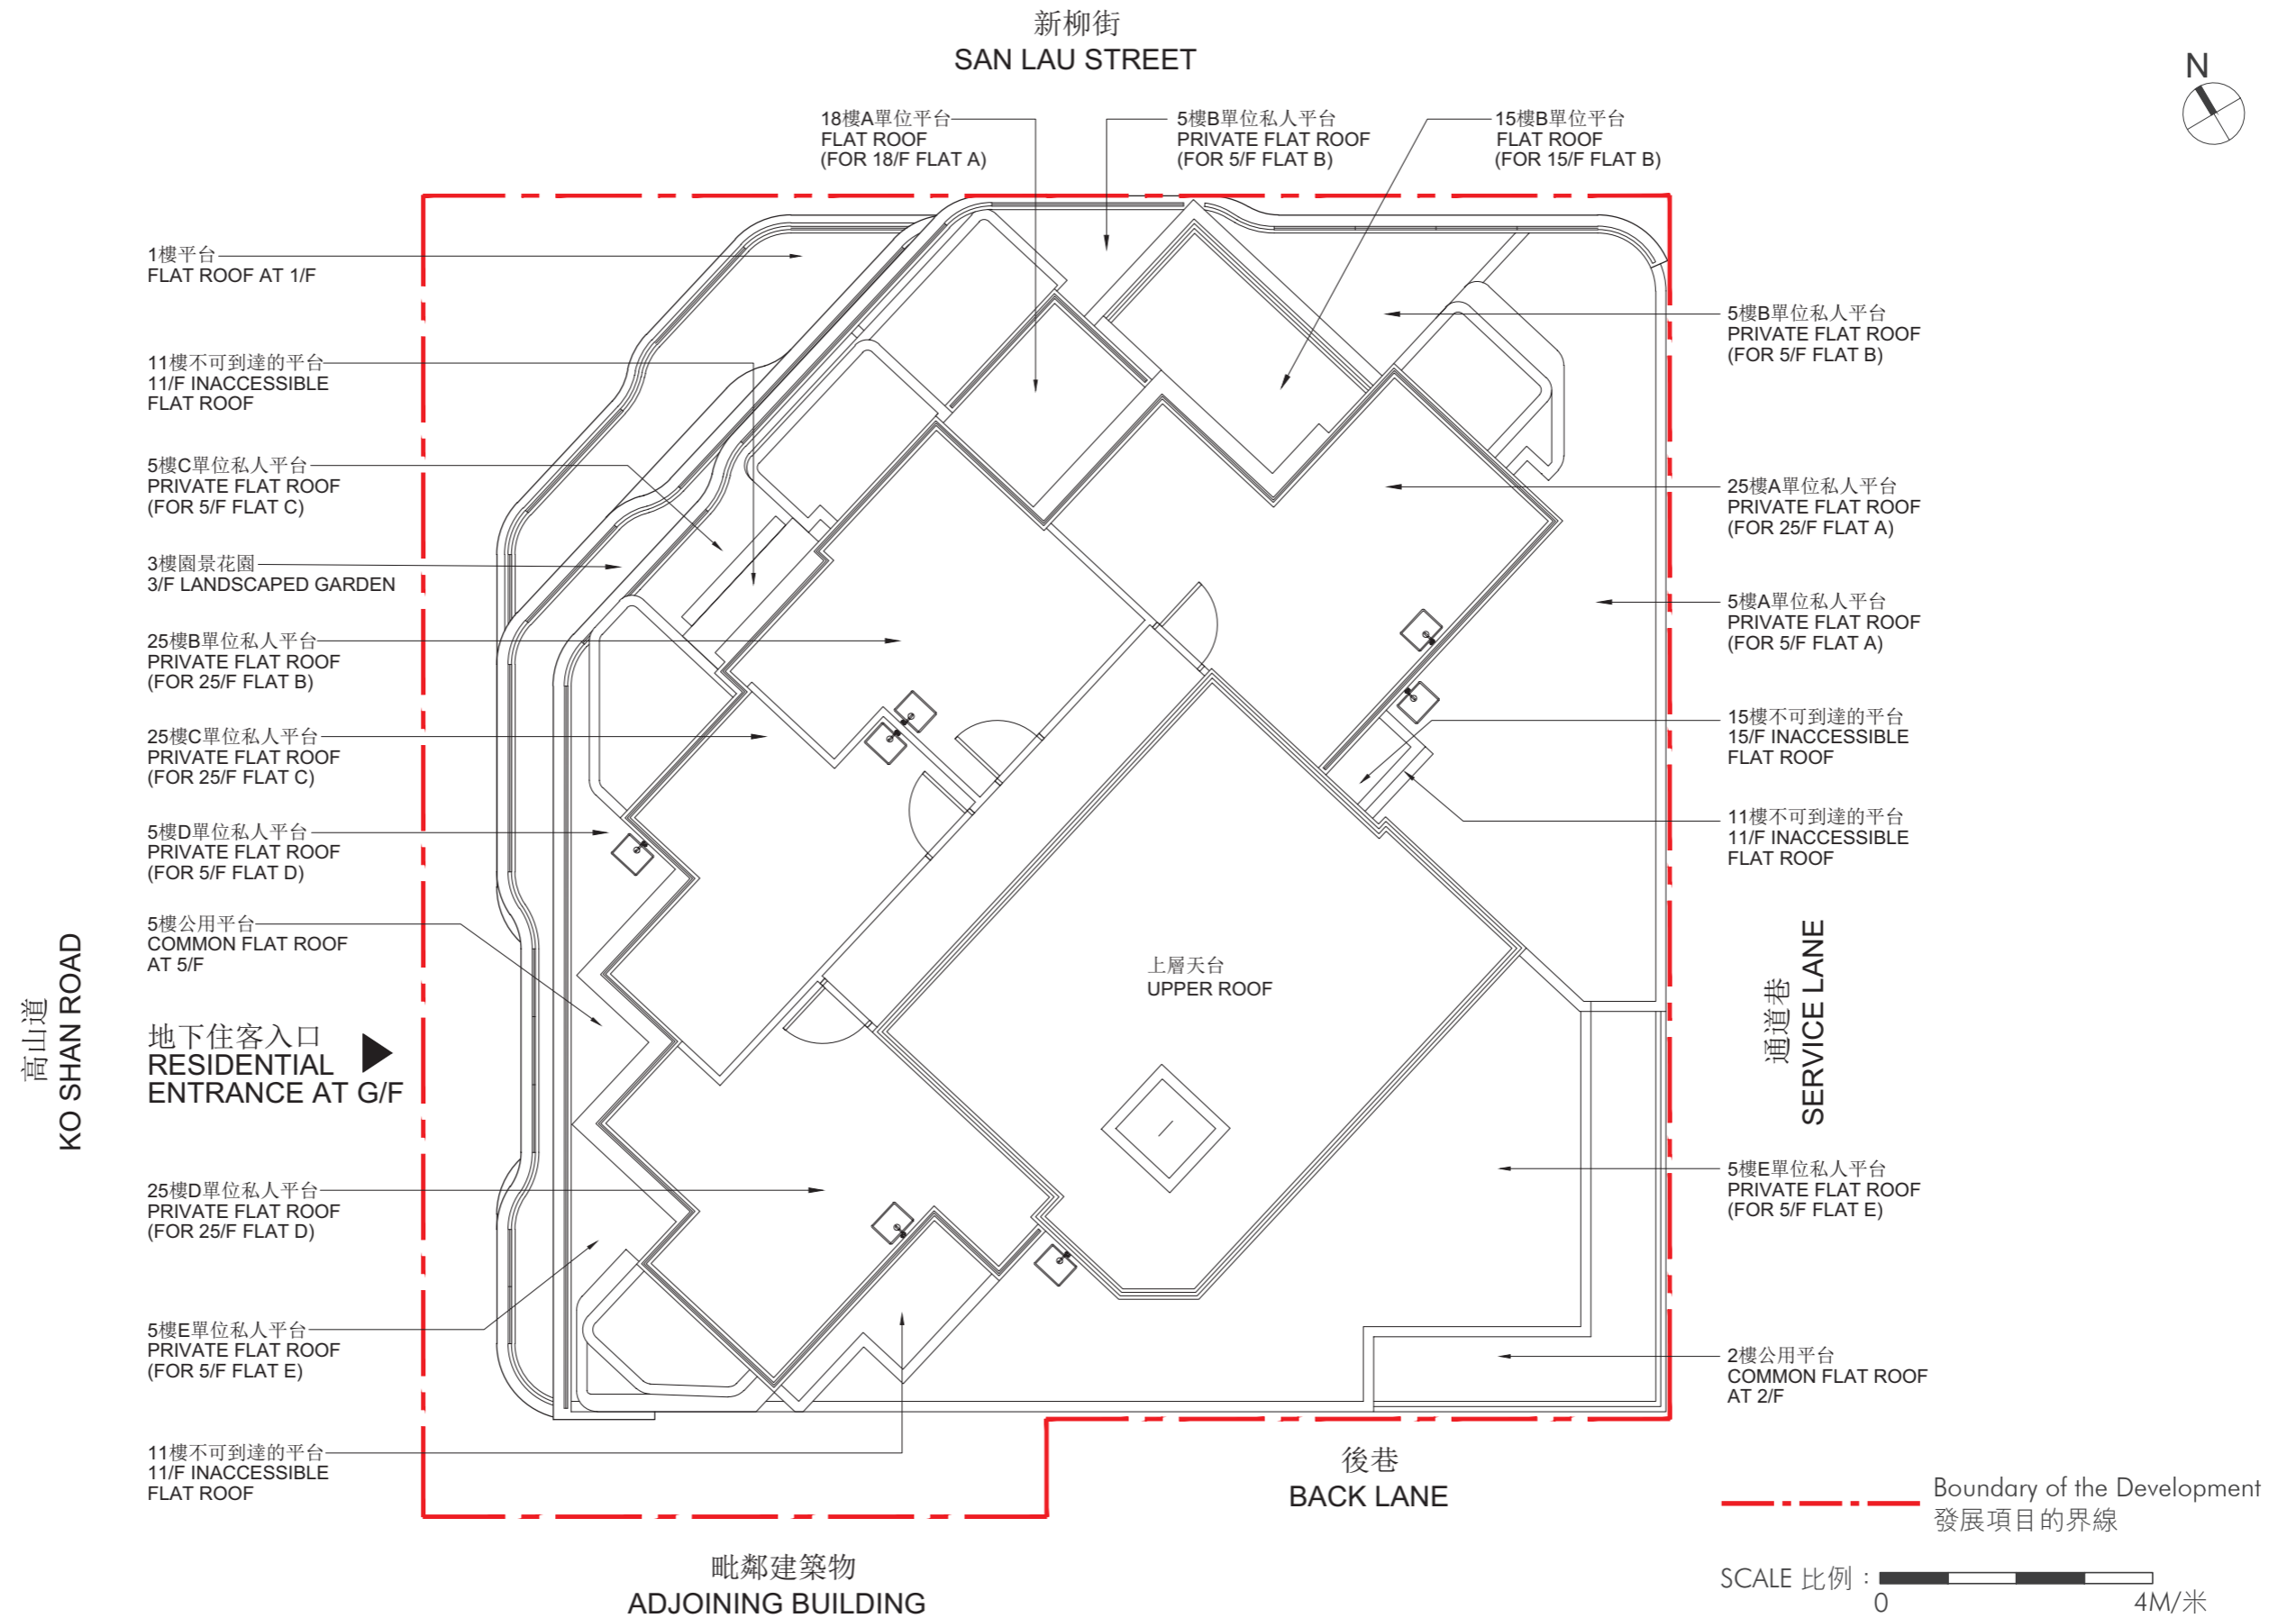 新柳街
SAN LAU STREET
N
18樓A單位平台
FLAT ROOF
(FOR 18/F FLAT A)
5樓B單位私人平台
PRIVATE FLAT ROOF
(FOR 5/F FLAT B)
15樓B單位平台
FLAT ROOF
(FOR 15/F FLAT B)
1樓平台
FLAT ROOF AT 1/F
11樓不可到達的平台
11/F INACCESSIBLE
FLAT ROOF
5樓C單位私人平台
PRIVATE FLAT ROOF
(FOR 5/F FLAT C)
3樓園景花園
3/F LANDSCAPED GARDEN
25樓B單位私人平台
PRIVATE FLAT ROOF
(FOR 25/F FLAT B)
25樓C單位私人平台
PRIVATE FLAT ROOF
(FOR 25/F FLAT C)
5樓D單位私人平台
PRIVATE FLAT ROOF
(FOR 5/F FLAT D)
5樓公用平台
COMMON FLAT ROOF
AT 5/F
高山道
KO SHAN ROAD
地下住客入口
RESIDENTIAL
ENTRANCE AT G/F
25樓D單位私人平台
PRIVATE FLAT ROOF
(FOR 25/F FLAT D)
5樓E單位私人平台
PRIVATE FLAT ROOF
(FOR 5/F FLAT E)
11樓不可到達的平台
11/F INACCESSIBLE
FLAT ROOF
上層天台
UPPER ROOF
5樓B單位私人平台
PRIVATE FLAT ROOF
(FOR 5/F FLAT B)
25樓A單位私人平台
PRIVATE FLAT ROOF
(FOR 25/F FLAT A)
5樓A單位私人平台
PRIVATE FLAT ROOF
(FOR 5/F FLAT A)
15樓不可到達的平台
15/F INACCESSIBLE
FLAT ROOF
11樓不可到達的平台
11/F INACCESSIBLE
FLAT ROOF
通道巷
SERVICE LANE
5樓E單位私人平台
PRIVATE FLAT ROOF
(FOR 5/F FLAT E)
2樓公用平台
COMMON FLAT ROOF
AT 2/F
後巷
BACK LANE
毗鄰建築物
ADJOINING BUILDING
Boundary of the Development
發展項目的界線
SCALE 比例 :
0 4M/米